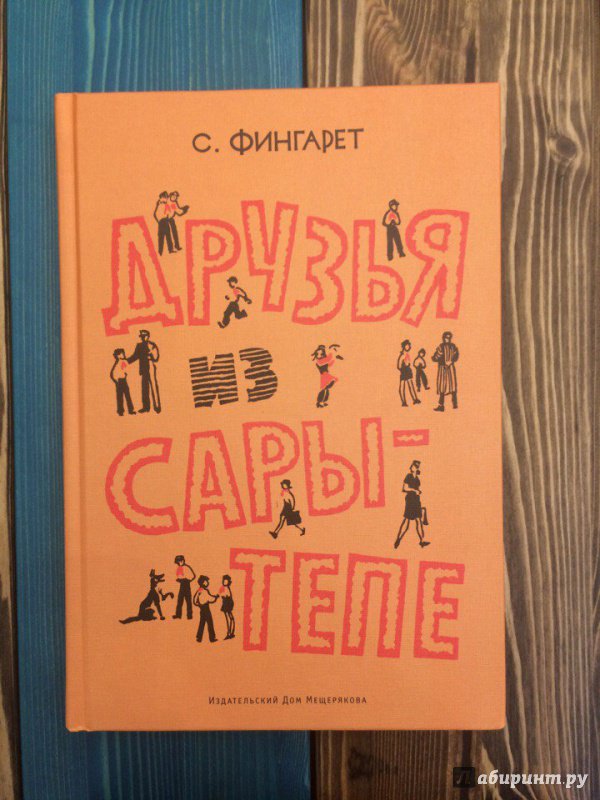 С. ФИНГАРЕТ
ДРУЗЬЯ
ИЗ
САРЫ-
ТЕПЕ
ИЗДАТЕЛЬСКИЙ ДОМ МЕЩЕРЯКОВА
лабиринт.ру